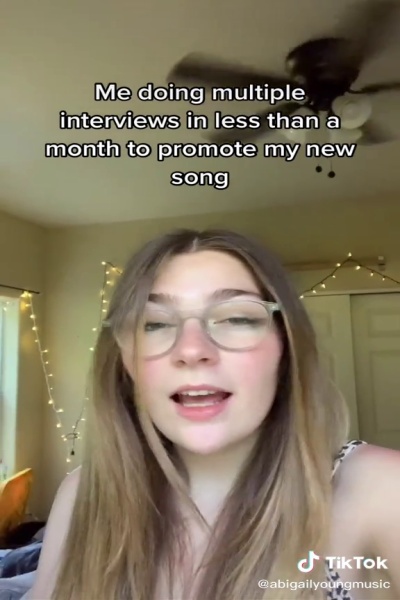 Me doing multiple
interviews in less than a
month to promote my new
song
TikTok
@abigailyoungmusic